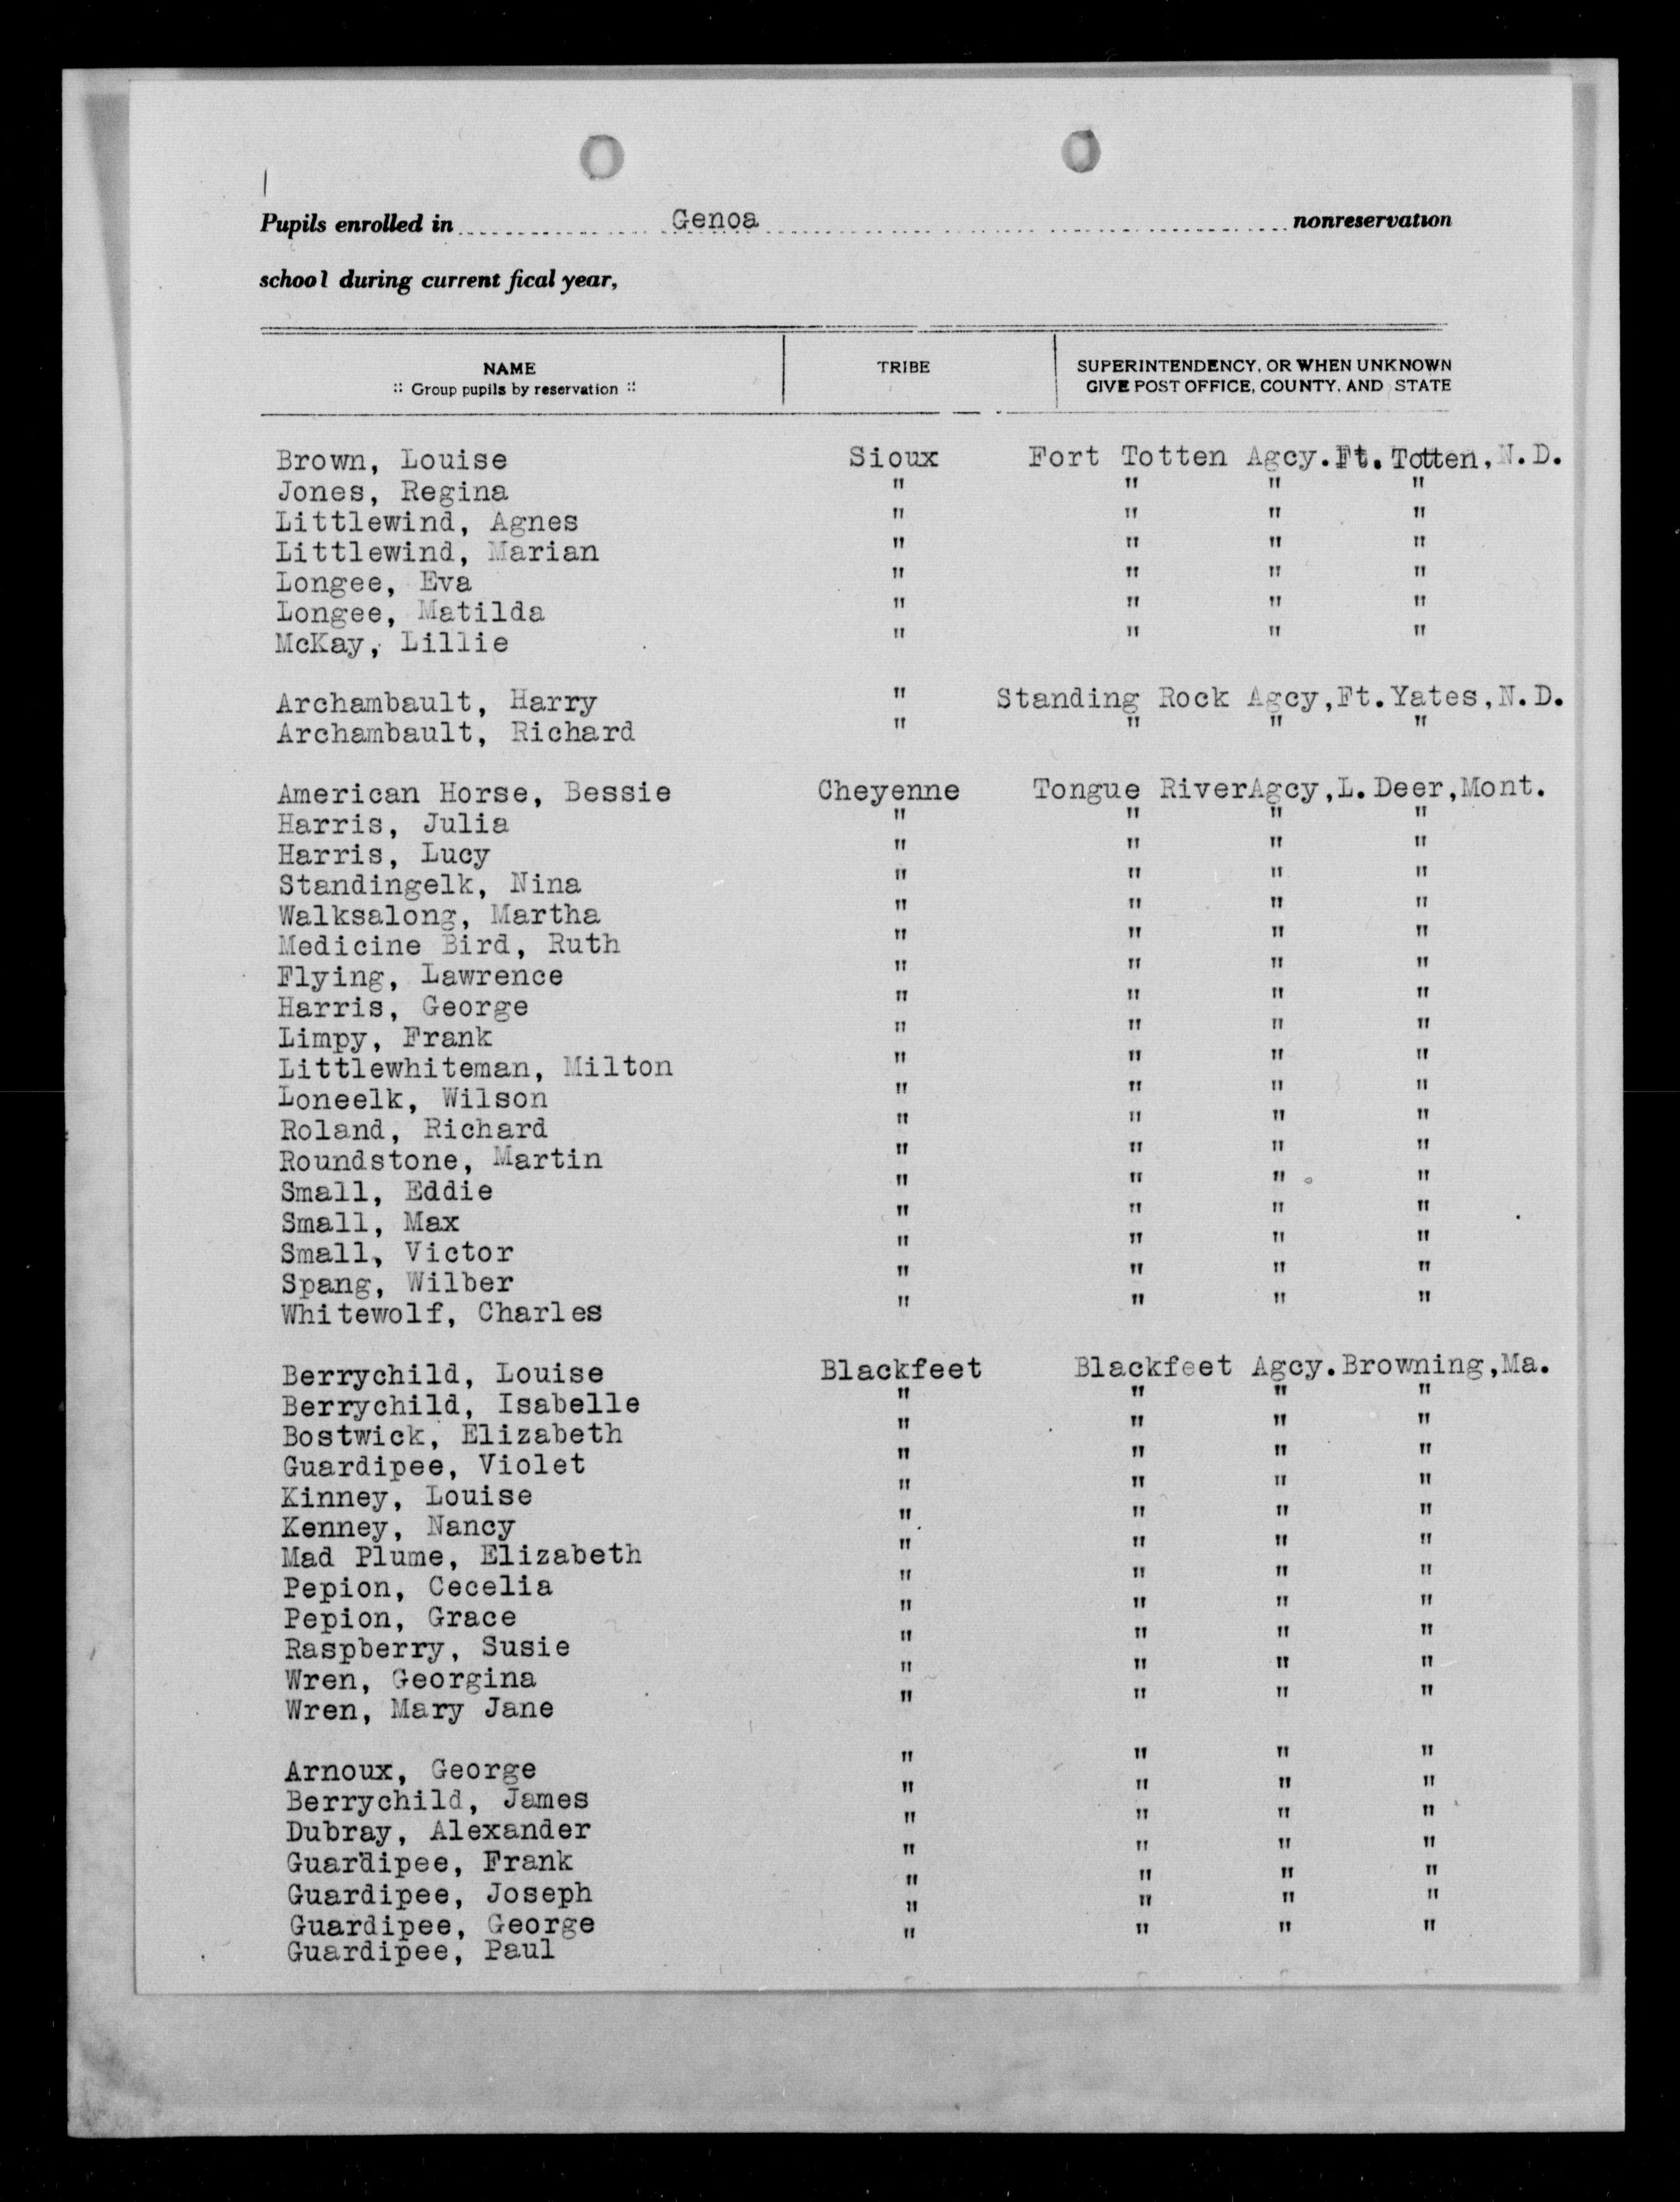 Pupils enrolled in Genoa nonreservation
school during current fical year,
NAME TRIBE SUPERINTENDENCY, OR WHEN UNKNOWN
:: Group pupils by reservation :: GIVE POST OFFICE, COUNTY, AND STATE
Brown, Louise Sioux Fort Totten Agcy. Ft. Totten, N.D.
Jones, Regina " " " "
Littlewind, Agnes " " " "
Littlewind, Marian " " " "
Longee, Eva " " " "
Longee, Matilda " " " "
McKay, Lillie " " " "
Archambault, Harry " Standing Rock Agcy,Ft.Yates,N.D.
Archambault, Richard " " " "
American Horse, Bessie Cheyenne Tongue RiverAgcy,L. Deer,Mont.
Harris, Julia " " " "
Harris, Lucy " " " "
Standingelk, Nina " " " "
Walksalong, Martha " " " "
Medicine Bird, Ruth " " " "
Flying, Lawrence " " " "
Harris, George " " " "
Limpy, Frank " " " "
Littlewhiteman, Milton " " " "
Loneelk, Wilson " " " "
Roland, Richard " " " "
Roundstone, Martin " " " "
Small, Eddie " " " "
Small, Max " " " "
Small, Victor " " " "
Spang, Wilber " " " "
Whitewolf, Charles " " " "
Berrychild, Louise Blackfeet Blackfeet Agcy.Browning,Ma.
Berrychild, Isabelle " " " "
Bostwick, Elizabeth " " " "
Guardipee, Violet " " " "
Kinney, Louise " " " "
Kenney, Nancy " " " "
Mad Plume, Elizabeth " " " "
Pepion, Cecelia " " " "
Pepion, Grace " " " "
Raspberry, Susie " " " "
Wren, Georgina " " " "
Wren, Mary Jane " " " "
Arnoux, George " " " "
Berrychild, James " " " "
Dubray, Alexander " " " "
Guardipee, Frank " " " "
Guardipee, Joseph " " " "
Guardipee, George " " " "
Guardipee, Paul " " " "